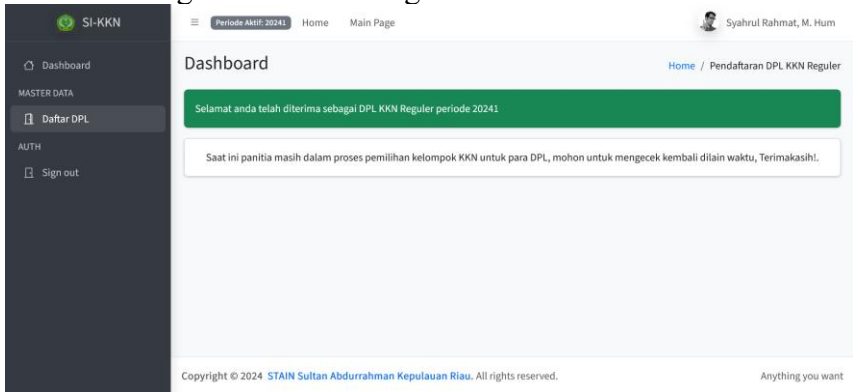 SI-KKN
Periode Aktif: 20241 Home Main Page
Syahrul Rahmat, M. Hum
Dashboard
MASTER DATA
Daftar DPL
AUTH
Sign out
Dashboard
Home / Pendaftaran DPL KKN Reguler
Selamat anda telah diterima sebagai DPL KKN Reguler periode 20241
Saat ini panitia masih dalam proses pemilihan kelompok KKN untuk para DPL, mohon untuk mengecek kembali dilain waktu, Terimakasih!.
Copyright © 2024 STAIN Sultan Abdurrahman Kepulauan Riau. All rights reserved.
Anything you want